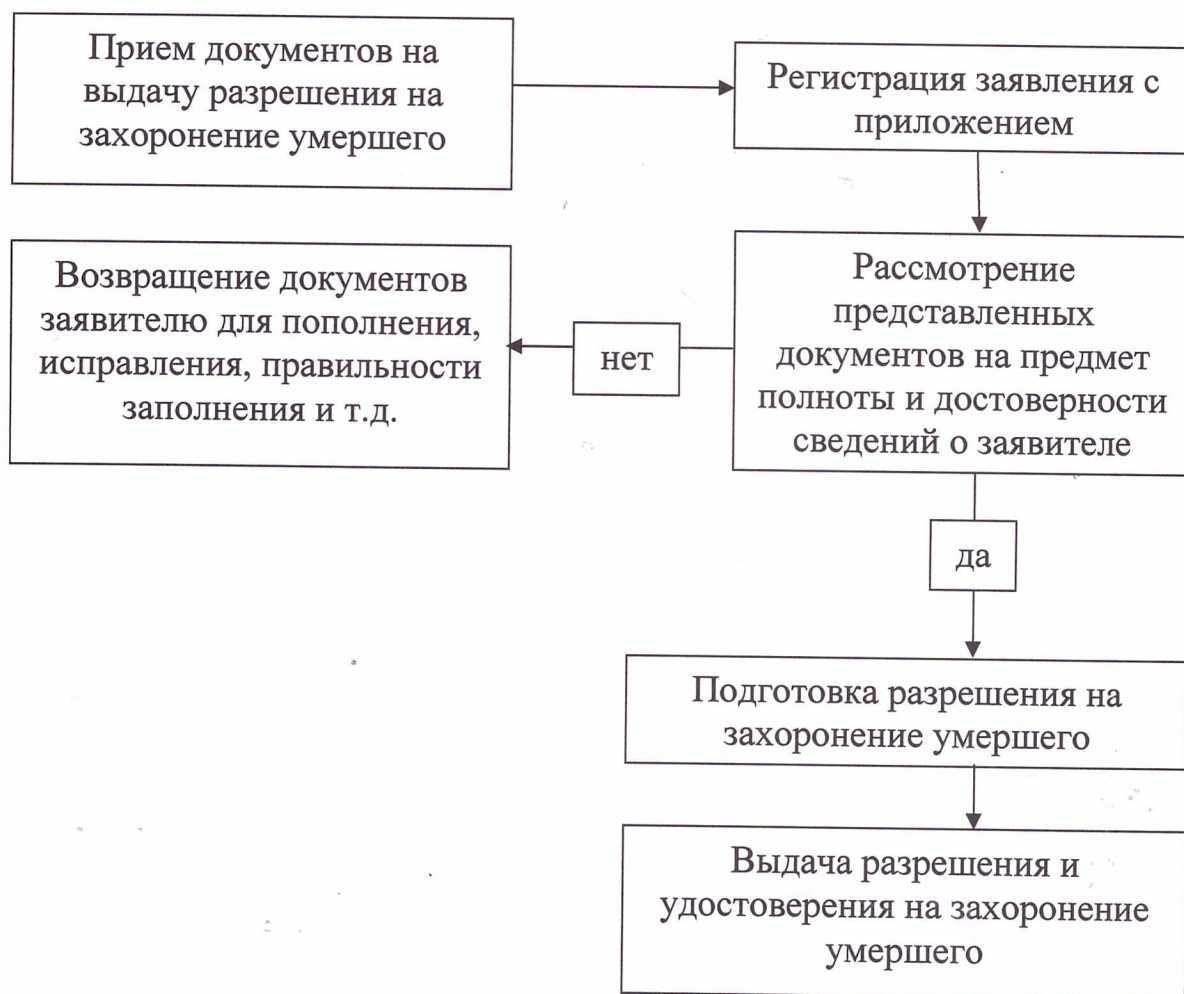 Прием документов на
выдачу разрешения на
захоронение умершего
Регистрация заявления с
приложением
Рассмотрение
представленных
документов на предмет
полноты и достоверности
сведений о заявителе
нет
Возвращение документов
заявителю для пополнения,
исправления, правильности
заполнения и т.д.
да
Подготовка разрешения на
захоронение умершего
Выдача разрешения и
удостоверения на захоронение
умершего